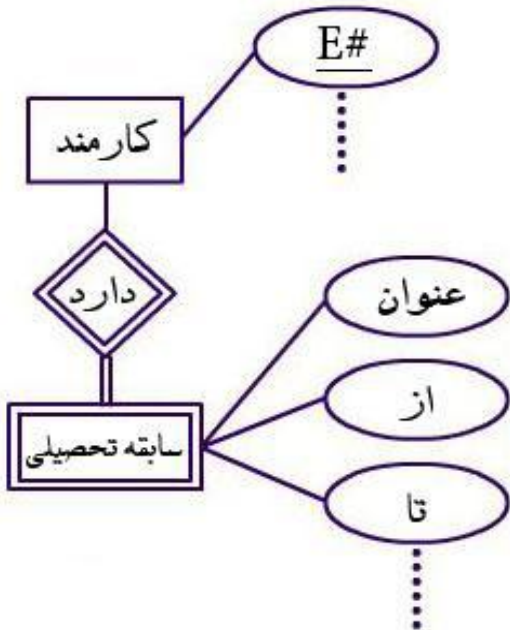 E#
کارمند
دارد
عنوان
از
سابقه تحصیلی
تا